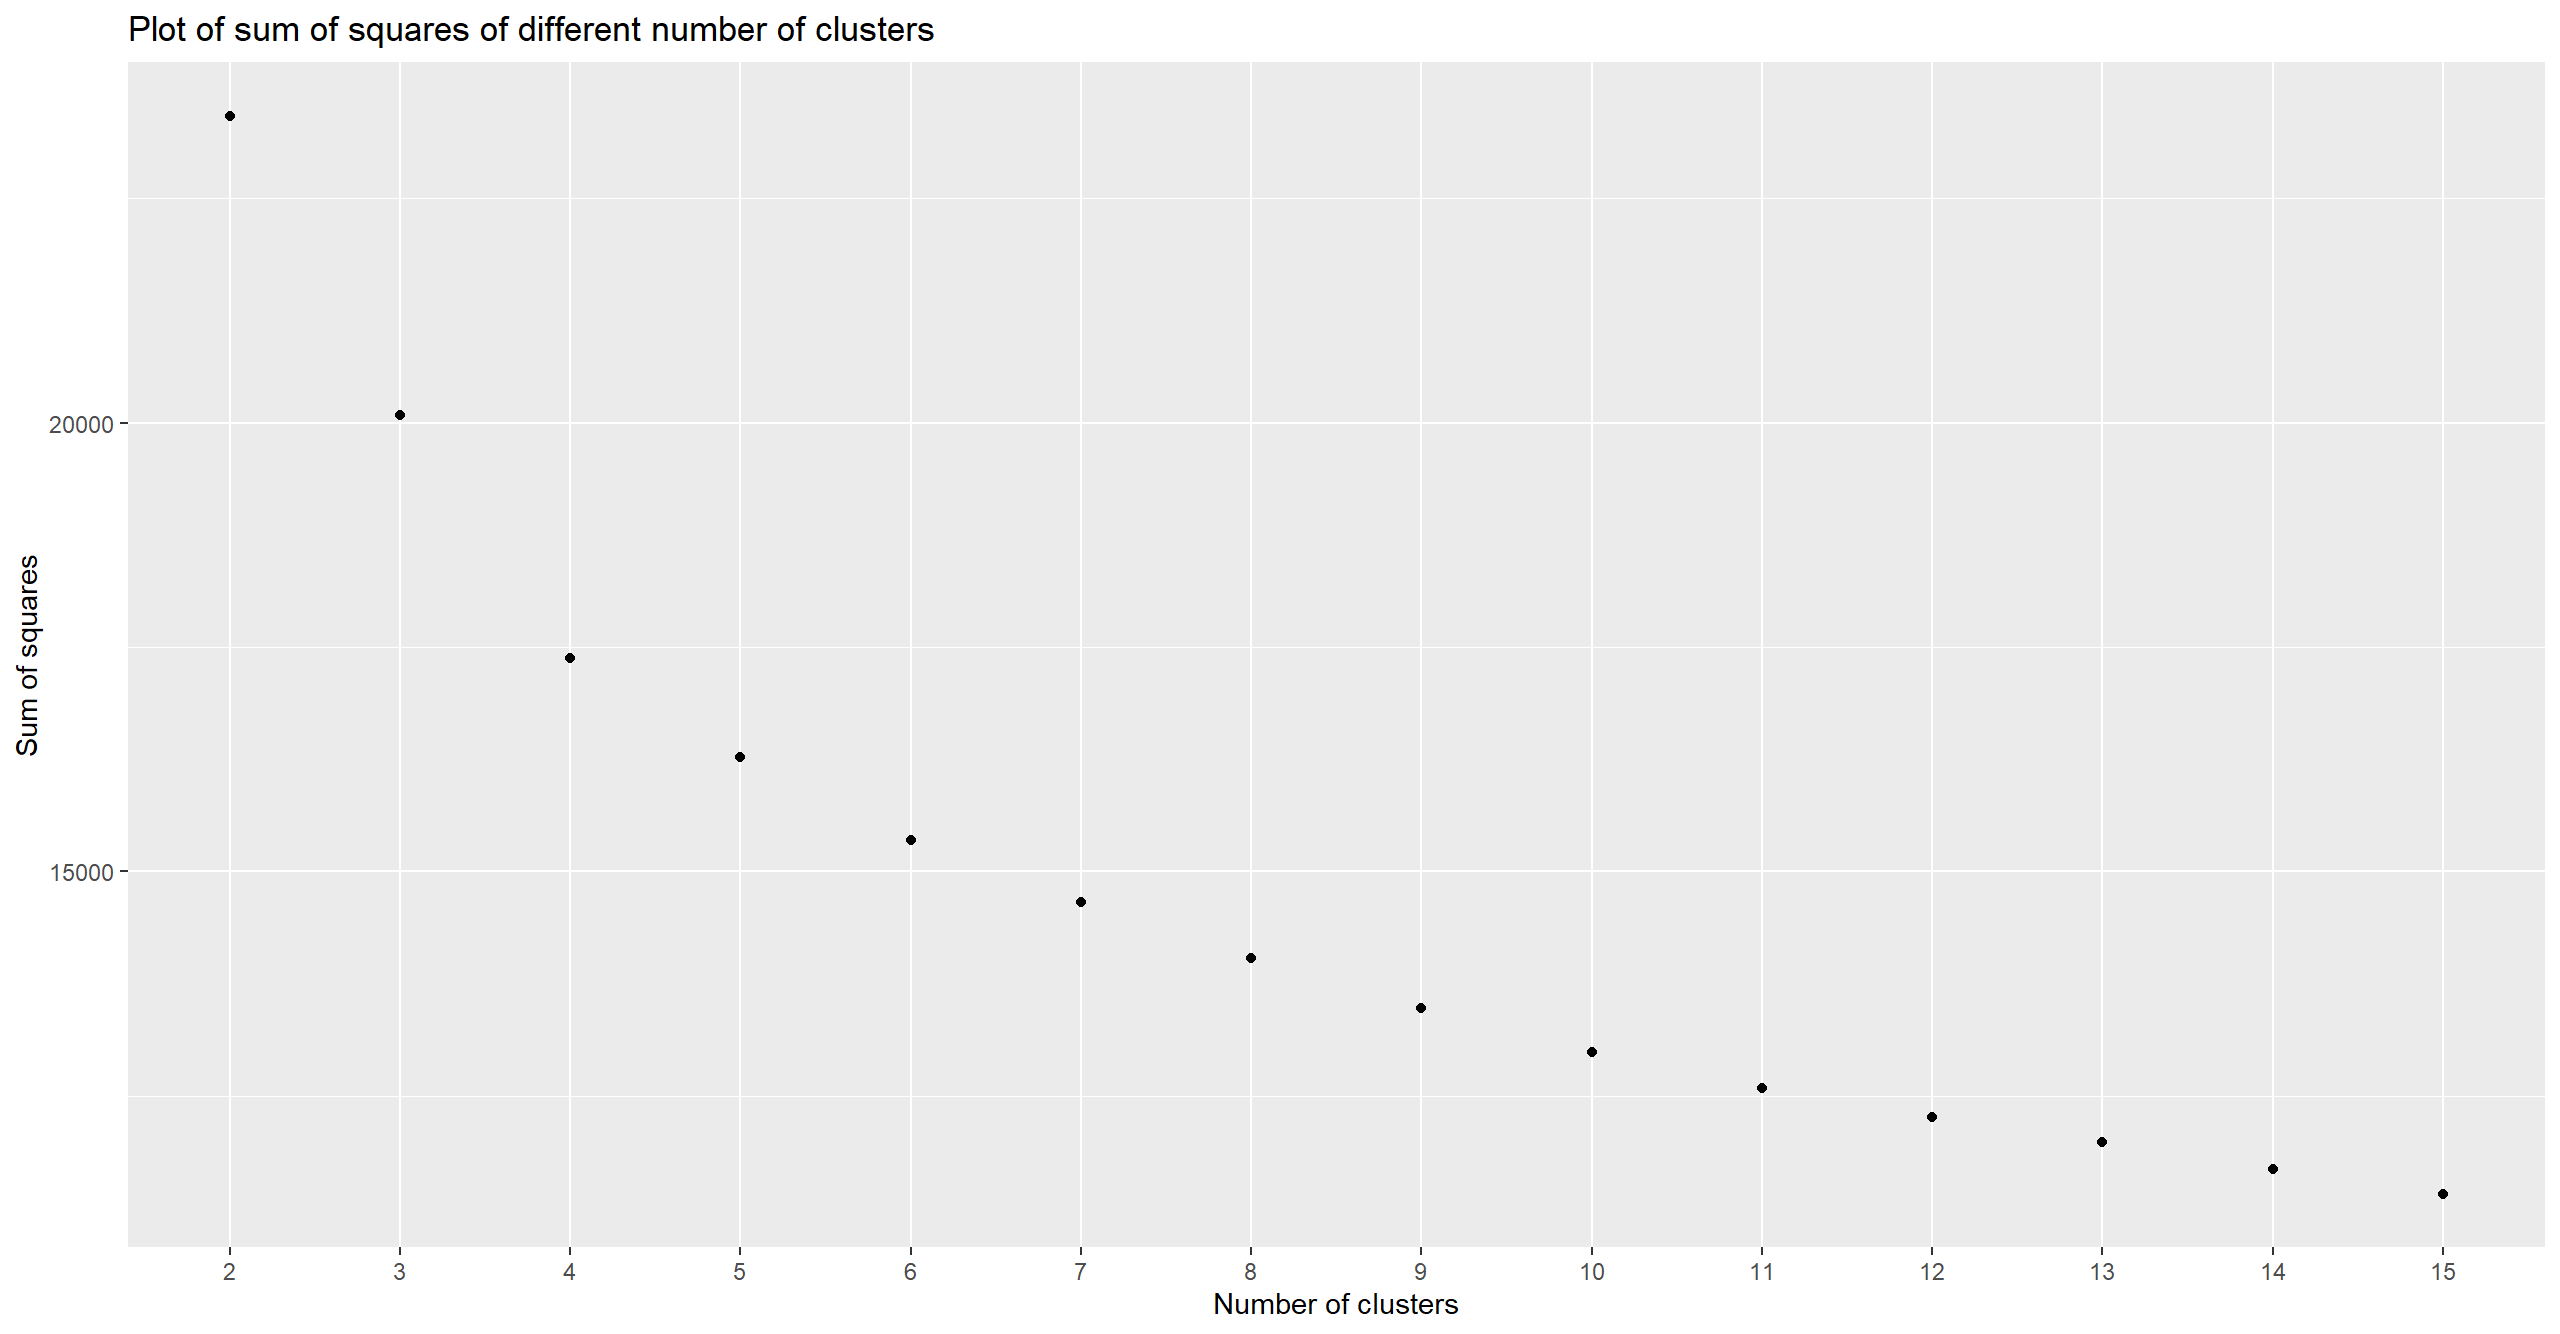 Plot of sum of squares of different number of clusters
Sum of squares
20000
15000
2 3 4 5 6 7 8 9 10 11 12 13 14 15
Number of clusters